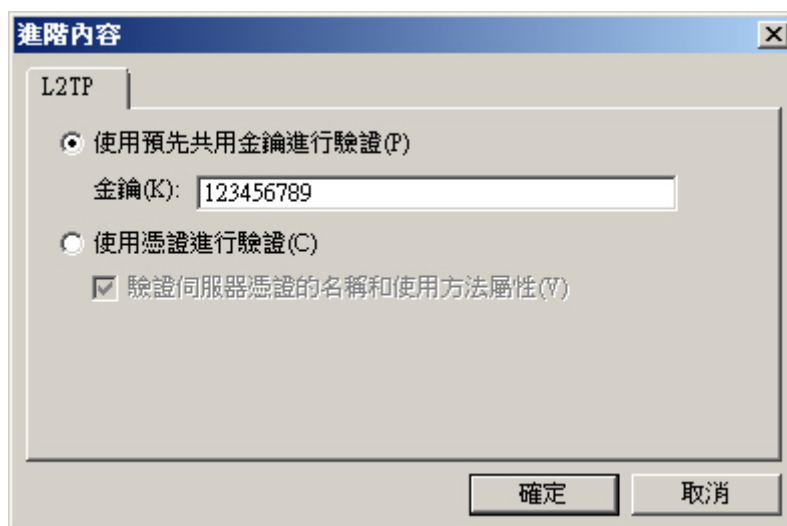 進階內容
L2TP
使用預先共用金鑰進行驗證(P)
金鑰(K): 123456789
使用憑證進行驗證(C)
驗證伺服器憑證的名稱和使用方法屬性(V)
確定 取消